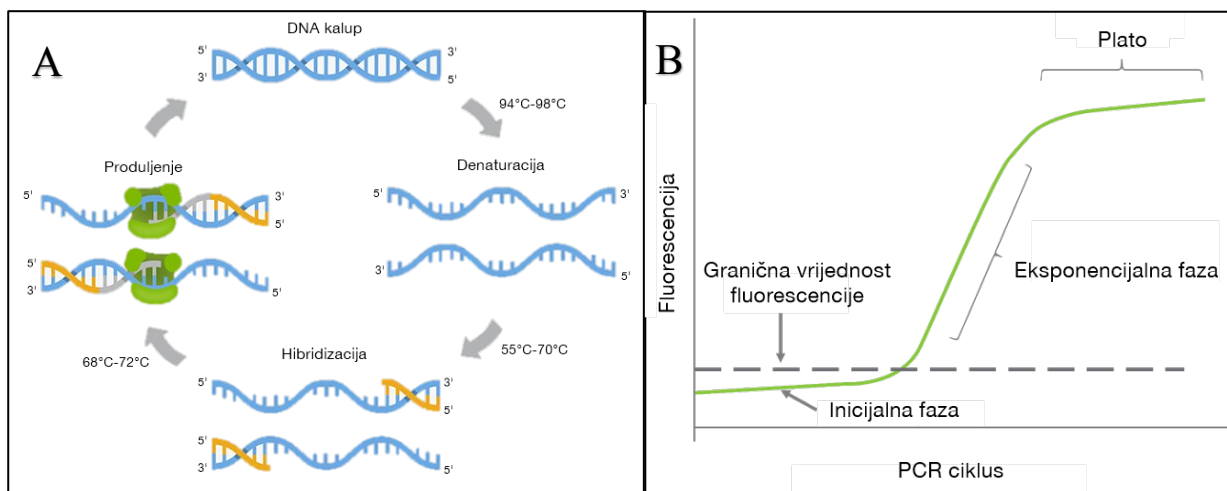 A
DNA kalup
5'
3'
3'
5'
94°C-98°C
Produljenje
Denaturacija
5'
3'
5'
5'
3'
5'
3'
3'
5'
5'
3'
5'
68°C-72°C
Hibridizacija
55°C-70°C
5'
3'
5'
5'
3'
5'
B
Plato
Fluorescencija
Granična vrijednost
fluorescencije
Eksponencijalna faza
Inicijalna faza
PCR ciklus